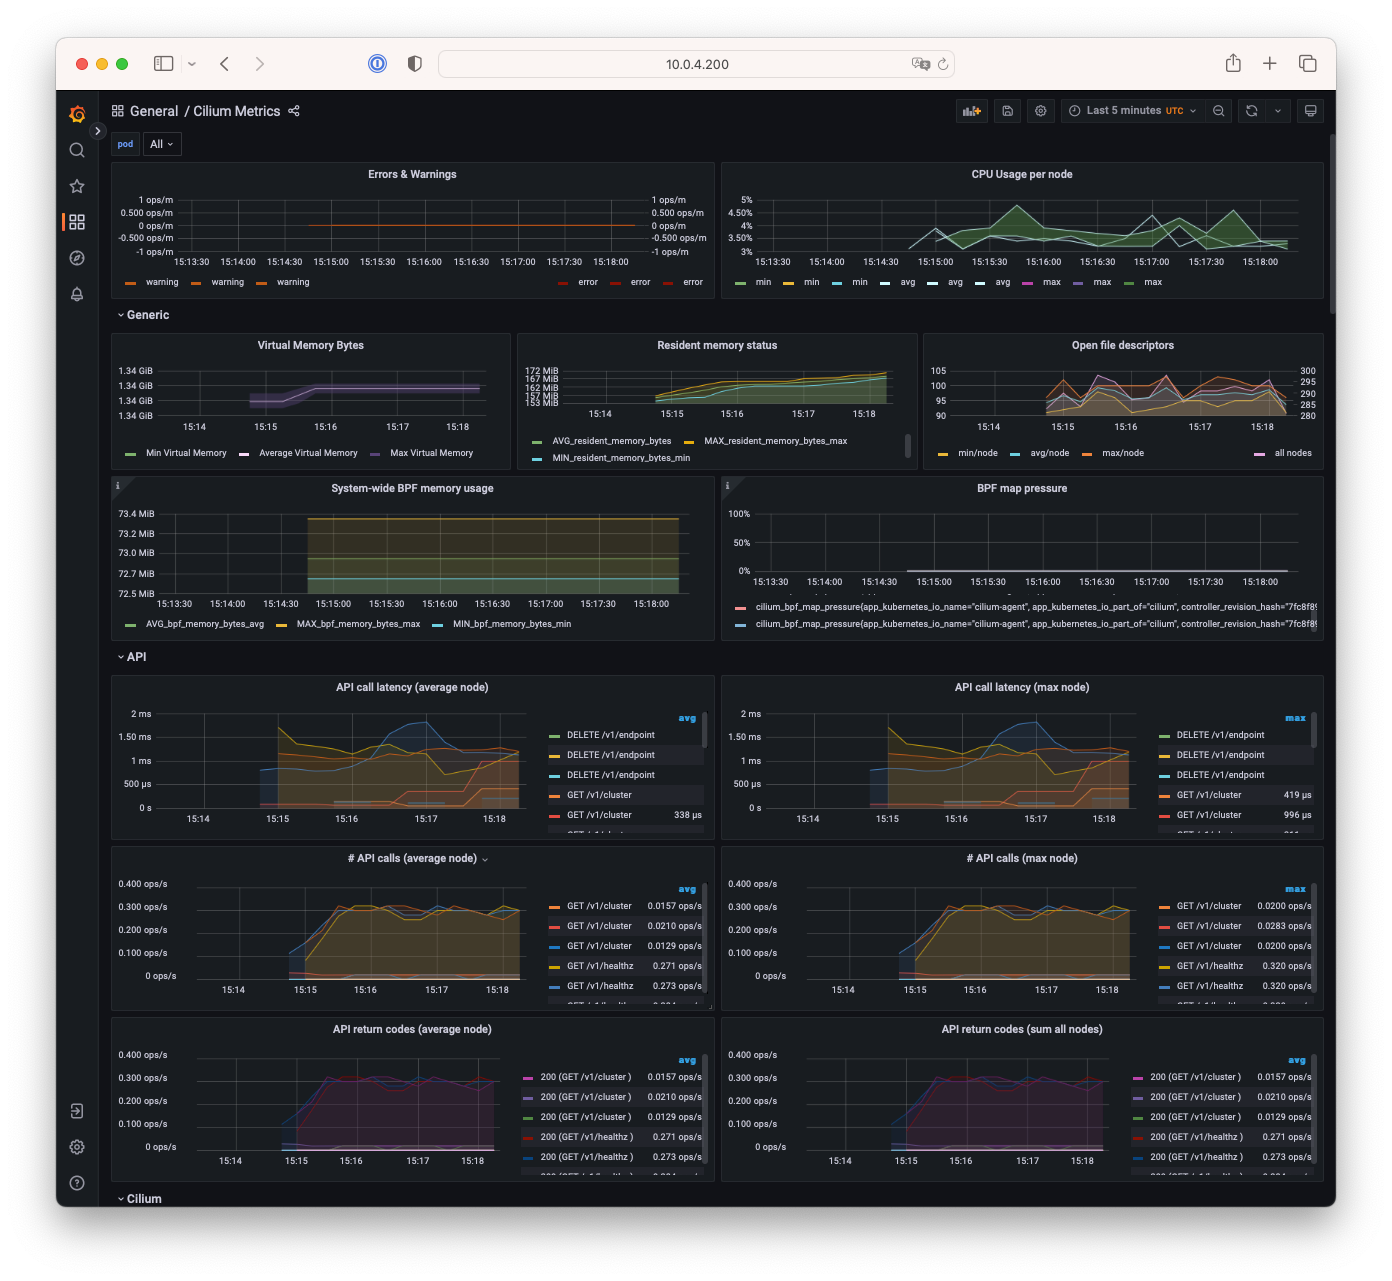 10.0.4.200
General / Cilium Metrics
Last 5 minutes UTC
pod All
Errors & Warnings
1 ops/m 1 ops/m
0.500 ops/m 0.500 ops/m
0 ops/m 0 ops/m
-0.500 ops/m -0.500 ops/m
-1 ops/m -1 ops/m
15:13:30 15:14:00 15:14:30 15:15:00 15:15:30 15:16:00 15:16:30 15:17:00 15:17:30 15:18:00
warning warning warning error error error
CPU Usage per node
5%
4.50%
4%
3.50%
3%
15:13:30 15:14:00 15:14:30 15:15:00 15:15:30 15:16:00 15:16:30 15:17:00 15:17:30 15:18:00
min min min avg avg avg max max max
Generic
Virtual Memory Bytes
1.34 GiB
1.34 GiB
1.34 GiB
1.34 GiB
15:14 15:15 15:16 15:17 15:18
Min Virtual Memory Average Virtual Memory Max Virtual Memory
Resident memory status
172 MiB
167 MiB
162 MiB
157 MiB
153 MiB
15:14 15:15 15:16 15:17 15:18
AVG_resident_memory_bytes MAX_resident_memory_bytes_max
MIN_resident_memory_bytes_min
Open file descriptors
105 300
100 295
95 290
90 285
280
15:14 15:15 15:16 15:17 15:18
min/node avg/node max/node all nodes
System-wide BPF memory usage
73.4 MiB
73.2 MiB
73.0 MiB
72.7 MiB
72.5 MiB
15:13:30 15:14:00 15:14:30 15:15:00 15:15:30 15:16:00 15:16:30 15:17:00 15:17:30 15:18:00
AVG_bpf_memory_bytes_avg MAX_bpf_memory_bytes_max MIN_bpf_memory_bytes_min
BPF map pressure
100%
50%
0%
15:13:30 15:14:00 15:14:30 15:15:00 15:15:30 15:16:00 15:16:30 15:17:00 15:17:30 15:18:00
cilium_bpf_map_pressure{app_kubernetes_io_name="cilium-agent", app_kubernetes_io_part_of="cilium", controller_revision_hash="7fc8f89
cilium_bpf_map_pressure{app_kubernetes_io_name="cilium-agent", app_kubernetes_io_part_of="cilium", controller_revision_hash="7fc8f89
API
API call latency (average node)
2 ms
1.50 ms
1 ms
500 µs
0 s
15:14 15:15 15:16 15:17 15:18
avg
DELETE /v1/endpoint
DELETE /v1/endpoint
DELETE /v1/endpoint
GET /v1/cluster
GET /v1/cluster 338 µs
API call latency (max node)
2 ms
1.50 ms
1 ms
500 µs
0 s
15:14 15:15 15:16 15:17 15:18
max
DELETE /v1/endpoint
DELETE /v1/endpoint
DELETE /v1/endpoint
GET /v1/cluster 419 µs
GET /v1/cluster 996 µs
# API calls (average node)
0.400 ops/s
0.300 ops/s
0.200 ops/s
0.100 ops/s
0 ops/s
15:14 15:15 15:16 15:17 15:18
avg
GET /v1/cluster 0.0157 ops/s
GET /v1/cluster 0.0210 ops/s
GET /v1/cluster 0.0129 ops/s
GET /v1/healthz 0.271 ops/s
GET /v1/healthz 0.273 ops/s
# API calls (max node)
0.400 ops/s
0.300 ops/s
0.200 ops/s
0.100 ops/s
0 ops/s
15:14 15:15 15:16 15:17 15:18
max
GET /v1/cluster 0.0200 ops/s
GET /v1/cluster 0.0283 ops/s
GET /v1/cluster 0.0200 ops/s
GET /v1/healthz 0.320 ops/s
GET /v1/healthz 0.320 ops/s
API return codes (average node)
0.400 ops/s
0.300 ops/s
0.200 ops/s
0.100 ops/s
0 ops/s
15:14 15:15 15:16 15:17 15:18
avg
200 (GET /v1/cluster ) 0.0157 ops/s
200 (GET /v1/cluster ) 0.0210 ops/s
200 (GET /v1/cluster ) 0.0129 ops/s
200 (GET /v1/healthz ) 0.271 ops/s
200 (GET /v1/healthz ) 0.273 ops/s
API return codes (sum all nodes)
0.400 ops/s
0.300 ops/s
0.200 ops/s
0.100 ops/s
0 ops/s
15:14 15:15 15:16 15:17 15:18
avg
200 (GET /v1/cluster ) 0.0157 ops/s
200 (GET /v1/cluster ) 0.0210 ops/s
200 (GET /v1/cluster ) 0.0129 ops/s
200 (GET /v1/healthz ) 0.271 ops/s
200 (GET /v1/healthz ) 0.273 ops/s
Cilium